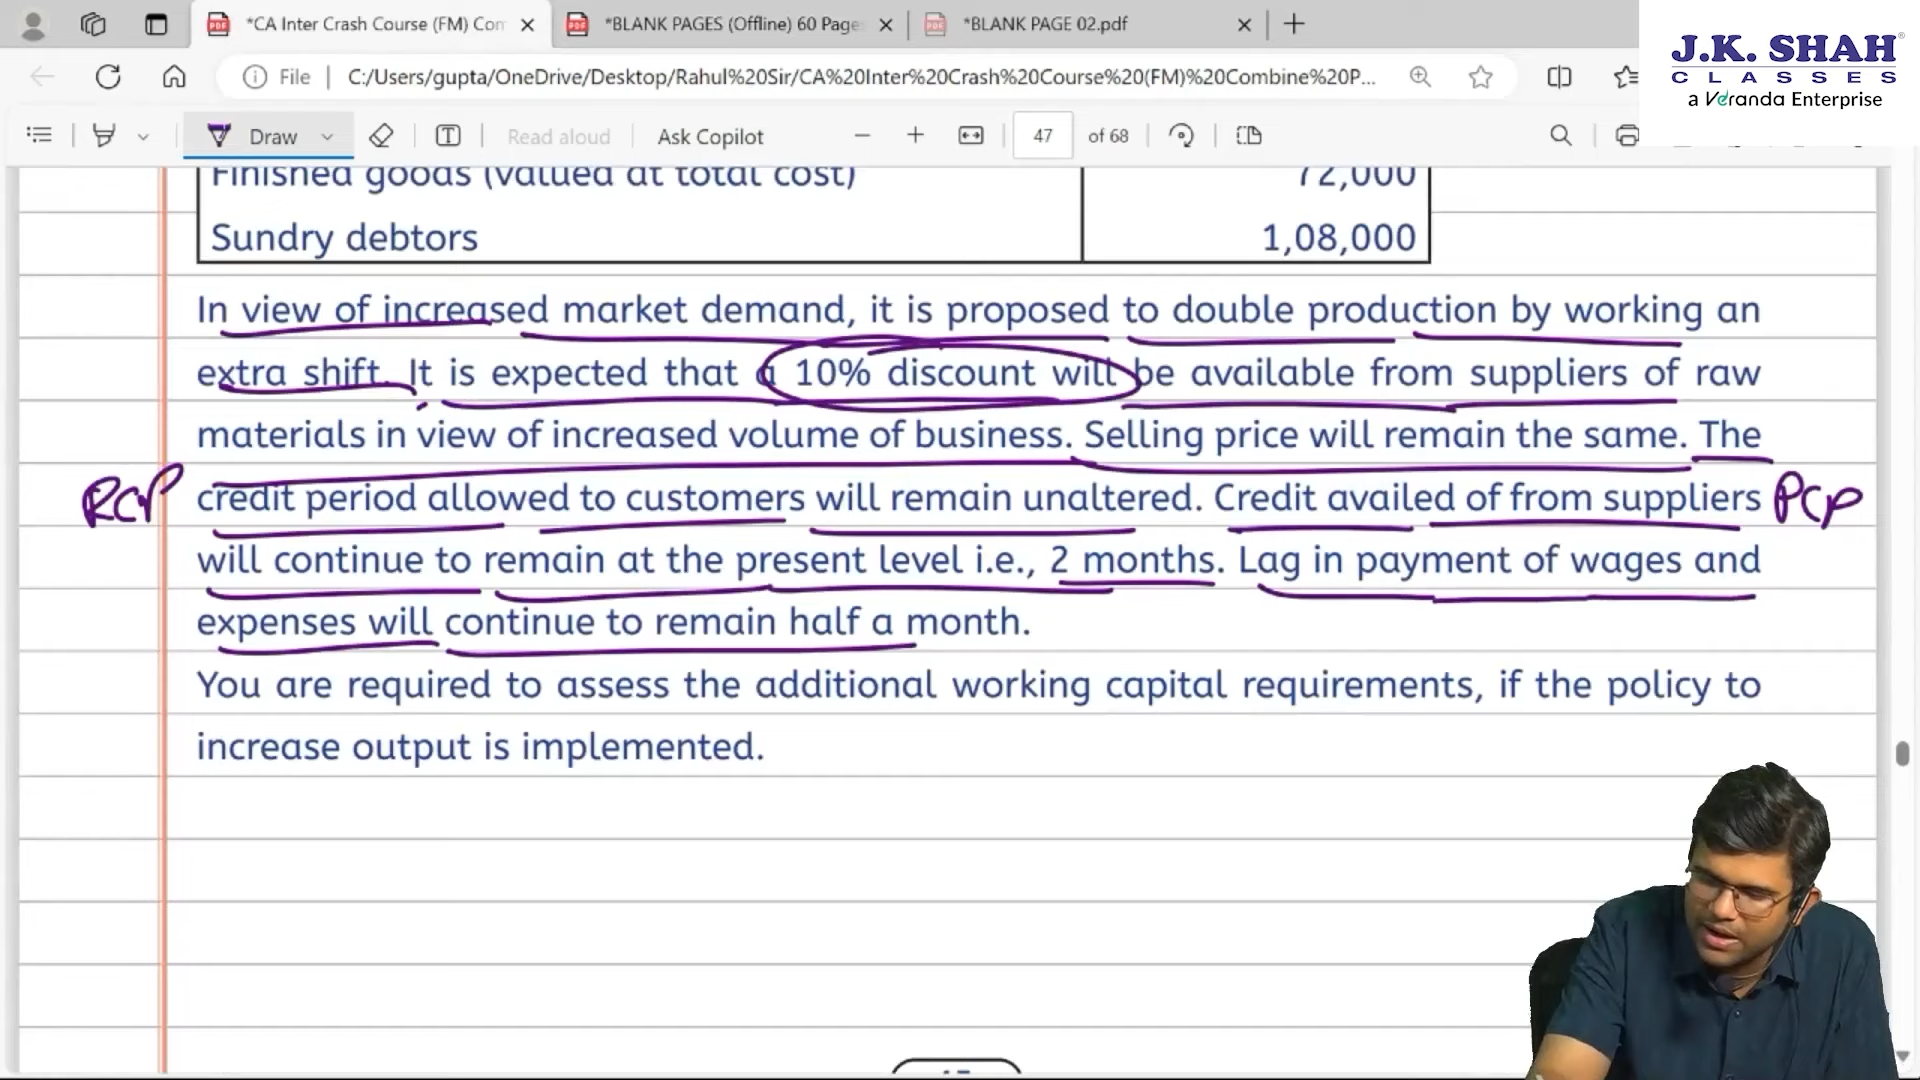 *CA Inter Crash Course (FM) Con
*BLANK PAGES (Offline) 60 Page
*BLANK PAGE 02.pdf
J.K. SHAH®
CLASSES
a Veranda Enterprise
File
C:/Users/gupta/OneDrive/Desktop/Rahul%20Sir/CA%20Inter%20Crash%20Course%20(FM)%20Combine%20P...
Draw
Read aloud
Ask Copilot
47
of 68
Finished goods (valued at total cost) 72,000
Sundry debtors 1,08,000
In view of increased market demand, it is proposed to double production by working an
extra shift. It is expected that a 10% discount will be available from suppliers of raw
materials in view of increased volume of business. Selling price will remain the same. The
RCP credit period allowed to customers will remain unaltered. Credit availed of from suppliers PCP
will continue to remain at the present level i.e., 2 months. Lag in payment of wages and
expenses will continue to remain half a month.
You are required to assess the additional working capital requirements, if the policy to
increase output is implemented.